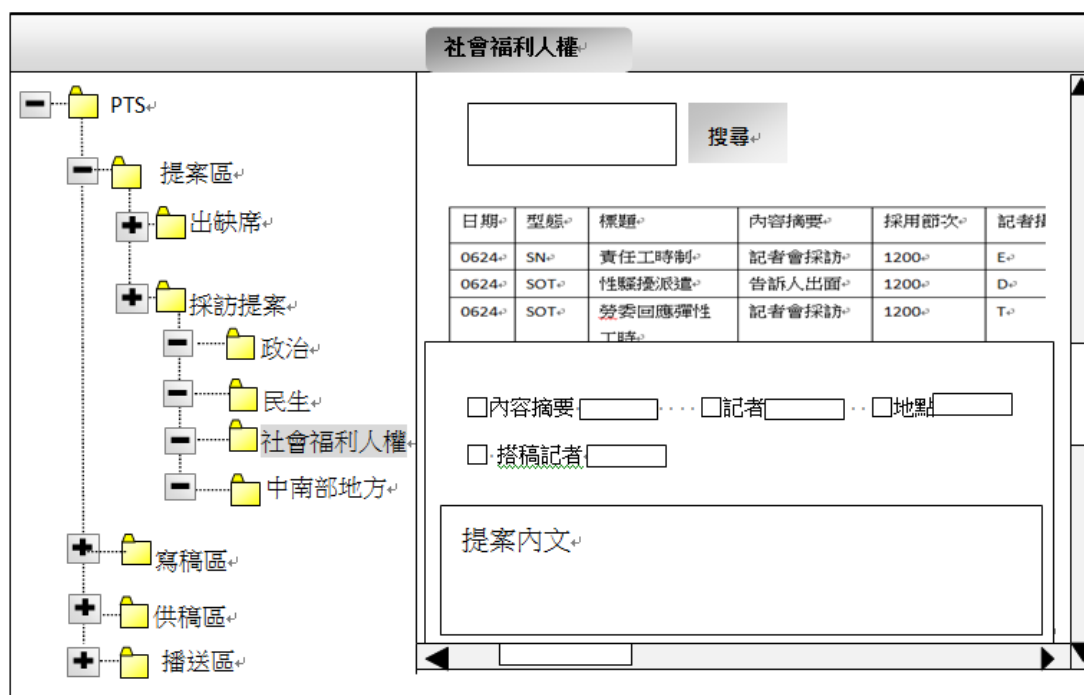 社會福利人權
PTS
提案區
出缺席
採訪提案
政治
民生
社會福利人權
中南部地方
寫稿區
供稿區
播送區
搜尋
日期 型態 標題 內容摘要 採用節次 記者搭
0624 SN 責任工時制 記者會採訪 1200 E
0624 SOT 性騷擾派遣 告訴人出面 1200 D
0624 SOT 勞委回應彈性 記者會採訪 1200 T
工時
內容摘要 記者 地點
搭稿記者
提案內文